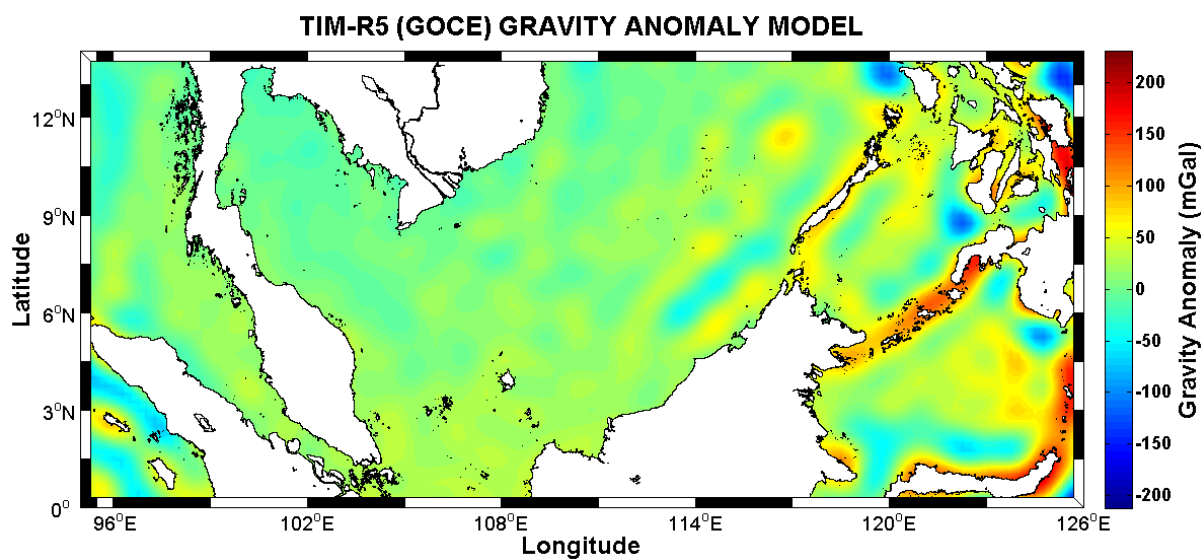 TIM-R5 (GOCE) GRAVITY ANOMALY MODEL
200
150
100
50
0
-50
-100
-150
-200
Gravity Anomaly (mGal)
12°N
9°N
6°N
3°N
0°
Latitude
96°E 102°E 108°E 114°E 120°E 126°E
Longitude